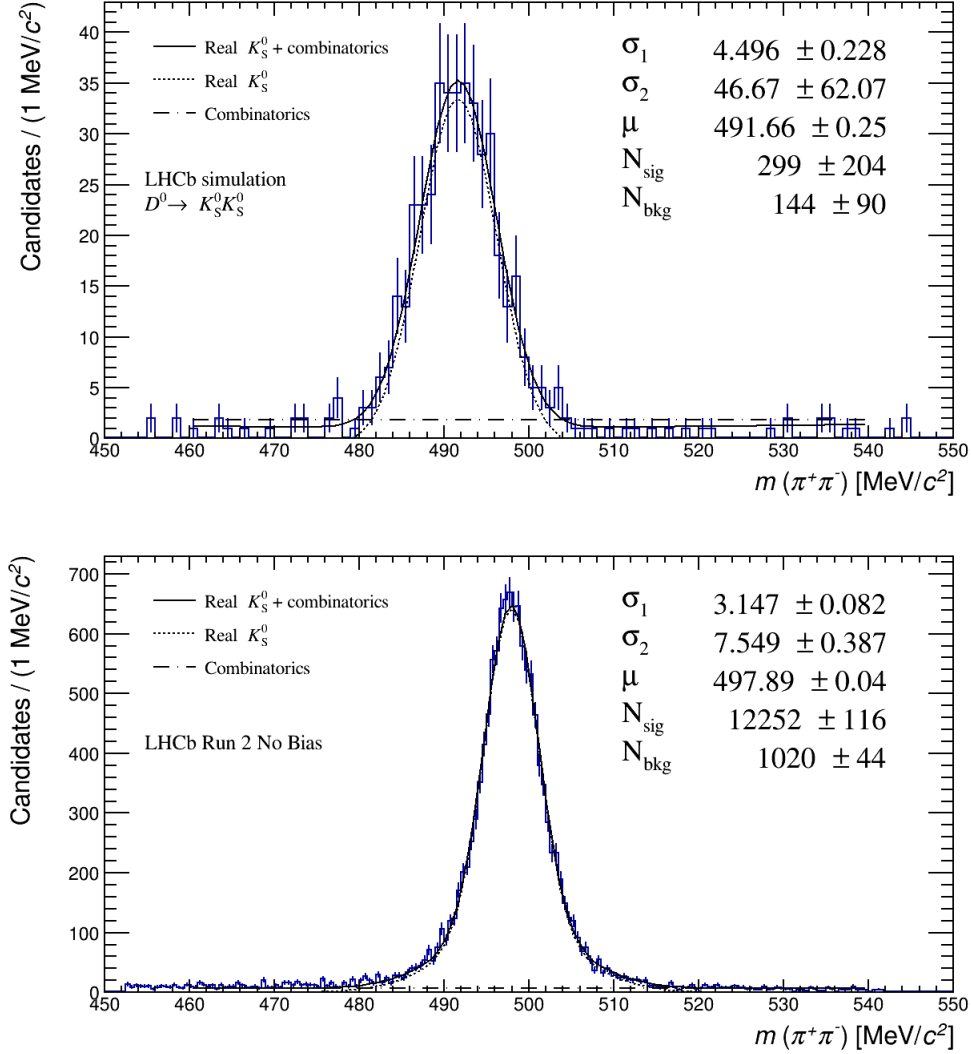 Candidates / (1 MeV/c²)
40
35
30
25
20
15
10
5
0
Real K⁰S + combinatorics
Real K⁰S
Combinatorics
LHCb simulation
D⁰→ K⁰SK⁰S
σ₁ 4.496 ± 0.228
σ₂ 46.67 ± 62.07
μ 491.66 ± 0.25
Nsig 299 ± 204
Nbkg 144 ± 90
450 460 470 480 490 500 510 520 530 540 550
m (π⁺π⁻) [MeV/c²]
Candidates / (1 MeV/c²)
700
600
500
400
300
200
100
0
Real K⁰S + combinatorics
Real K⁰S
Combinatorics
LHCb Run 2 No Bias
σ₁ 3.147 ± 0.082
σ₂ 7.549 ± 0.387
μ 497.89 ± 0.04
Nsig 12252 ± 116
Nbkg 1020 ± 44
450 460 470 480 490 500 510 520 530 540 550
m (π⁺π⁻) [MeV/c²]